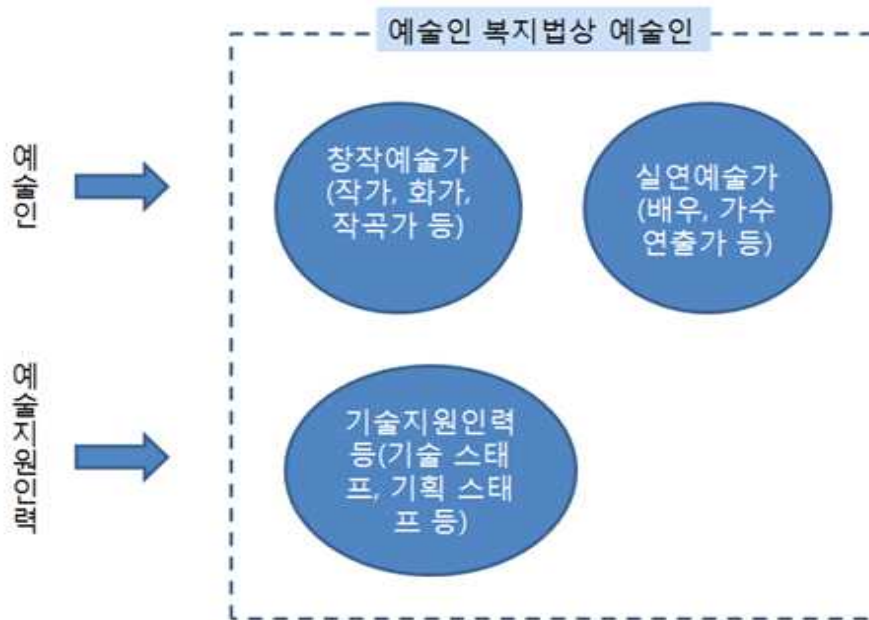 예술인 복지법상 예술인
예술인
창작예술가
(작가, 화가,
작곡가 등)
실연예술가
(배우, 가수
연출가 등)
예술지원인력
기술지원인력
등(기술 스태
프, 기획 스태
프 등)